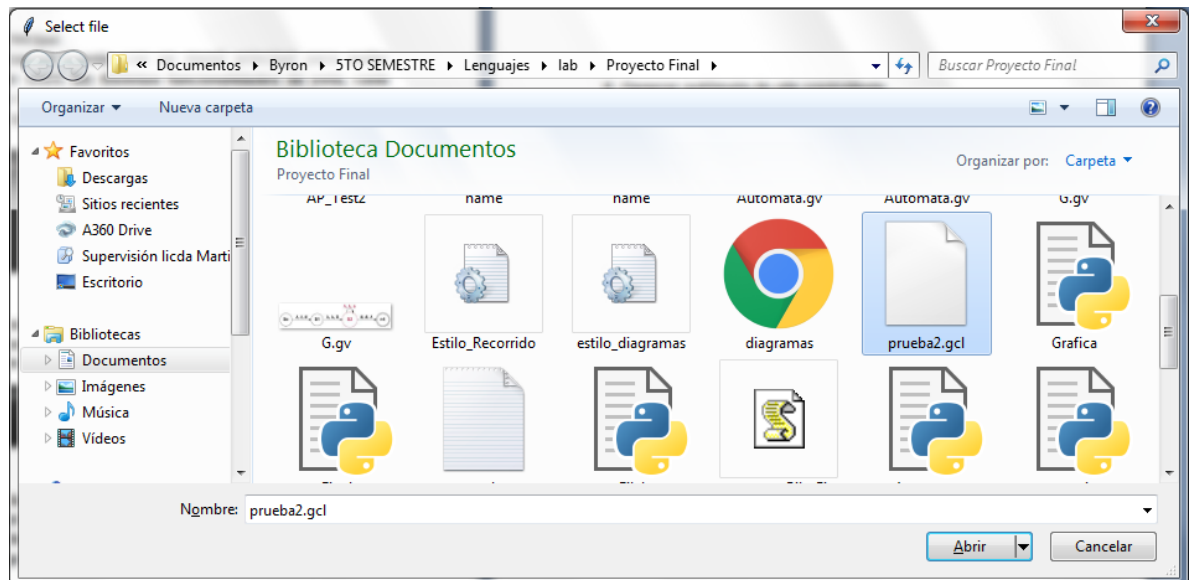 Select file
« Documentos ▸ Byron ▸ 5TO SEMESTRE ▸ Lenguajes ▸ lab ▸ Proyecto Final ▸
Buscar Proyecto Final
Organizar ▾ Nueva carpeta
Favoritos
Descargas
Sitios recientes
A360 Drive
Supervisión licda Marti
Escritorio
Bibliotecas
Documentos
Imágenes
Música
Vídeos
Biblioteca Documentos
Proyecto Final
Organizar por: Carpeta ▾
AP_Test2 name name Automata.gv Automata.gv G.gv
G.gv Estilo_Recorrido estilo_diagramas diagramas prueba2.gcl Grafica
Nombre: prueba2.gcl
Abrir Cancelar